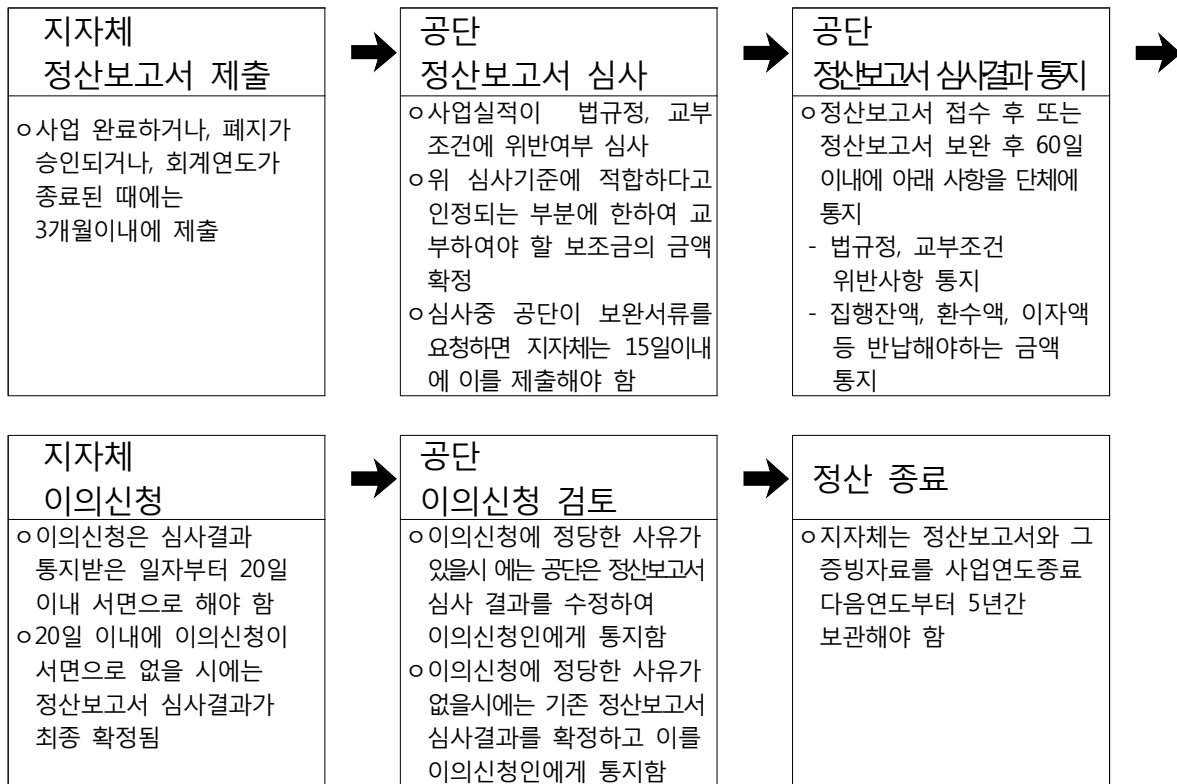 지자체
정산보고서 제출
ㅇ사업 완료하거나, 폐지가
승인되거나, 회계연도가
종료된 때에는
3개월이내에 제출
공단
정산보고서 심사
ㅇ사업실적이 법규정, 교부
조건에 위반여부 심사
ㅇ위 심사기준에 적합하다고
인정되는 부분에 한하여 교
부하여야 할 보조금의 금액
확정
ㅇ심사중 공단이 보완서류를
요청하면 지자체는 15일이내
에 이를 제출해야 함
공단
정산보고서 심사결과 통지
ㅇ정산보고서 접수 후 또는
정산보고서 보완 후 60일
이내에 아래 사항을 단체에
통지
- 법규정, 교부조건
위반사항 통지
- 집행잔액, 환수액, 이자액
등 반납해야하는 금액
통지
지자체
이의신청
ㅇ이의신청은 심사결과
통지받은 일자부터 20일
이내 서면으로 해야 함
ㅇ20일 이내에 이의신청이
서면으로 없을 시에는
정산보고서 심사결과가
최종 확정됨
공단
이의신청 검토
ㅇ이의신청에 정당한 사유가
있을시 에는 공단은 정산보고서
심사 결과를 수정하여
이의신청인에게 통지함
ㅇ이의신청에 정당한 사유가
없을시에는 기존 정산보고서
심사결과를 확정하고 이를
이의신청인에게 통지함
정산 종료
ㅇ지자체는 정산보고서와 그
증빙자료를 사업연도종료
다음연도부터 5년간
보관해야 함